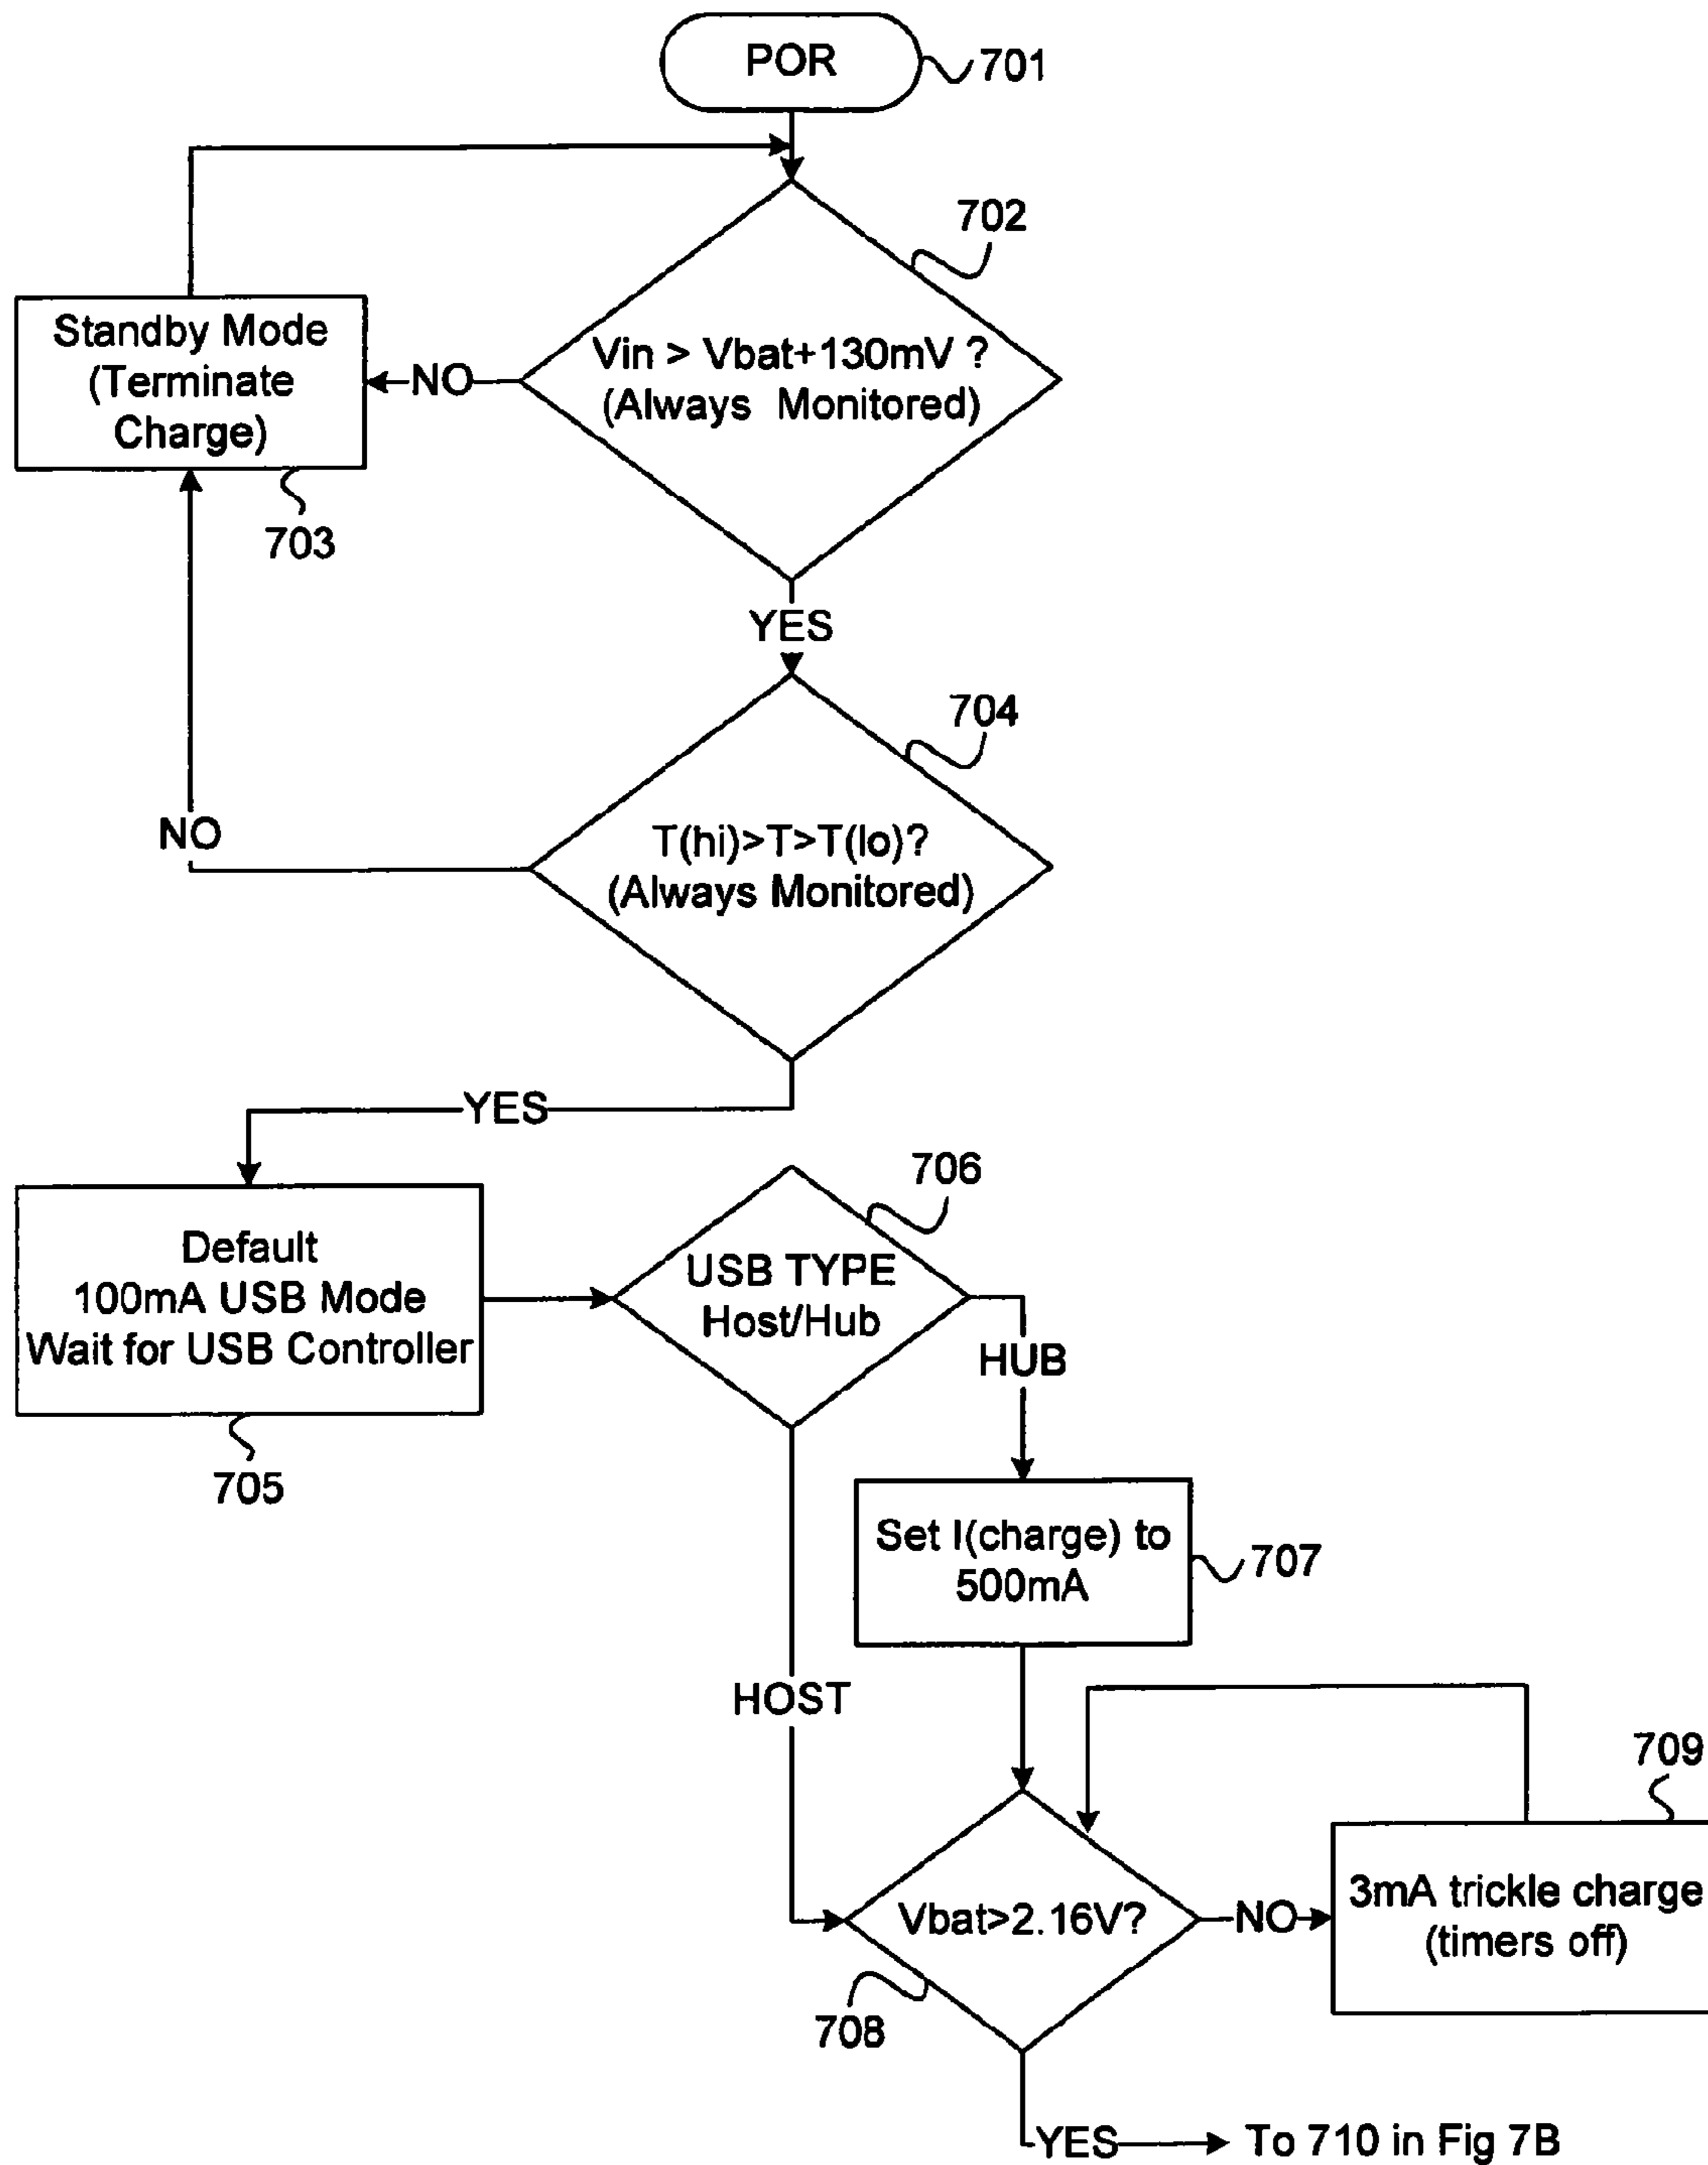 POR
701
702
Vin > Vbat+130mV ?
(Always Monitored)
NO
Standby Mode
(Terminate
Charge)
703
YES
704
T(hi)>T>T(lo)?
(Always Monitored)
NO
YES
Default
100mA USB Mode
Wait for USB Controller
705
706
USB TYPE
Host/Hub
HUB
Set I(charge) to
500mA
707
HOST
709
Vbat>2.16V?
NO
3mA trickle charge
(timers off)
708
YES
To 710 in Fig 7B